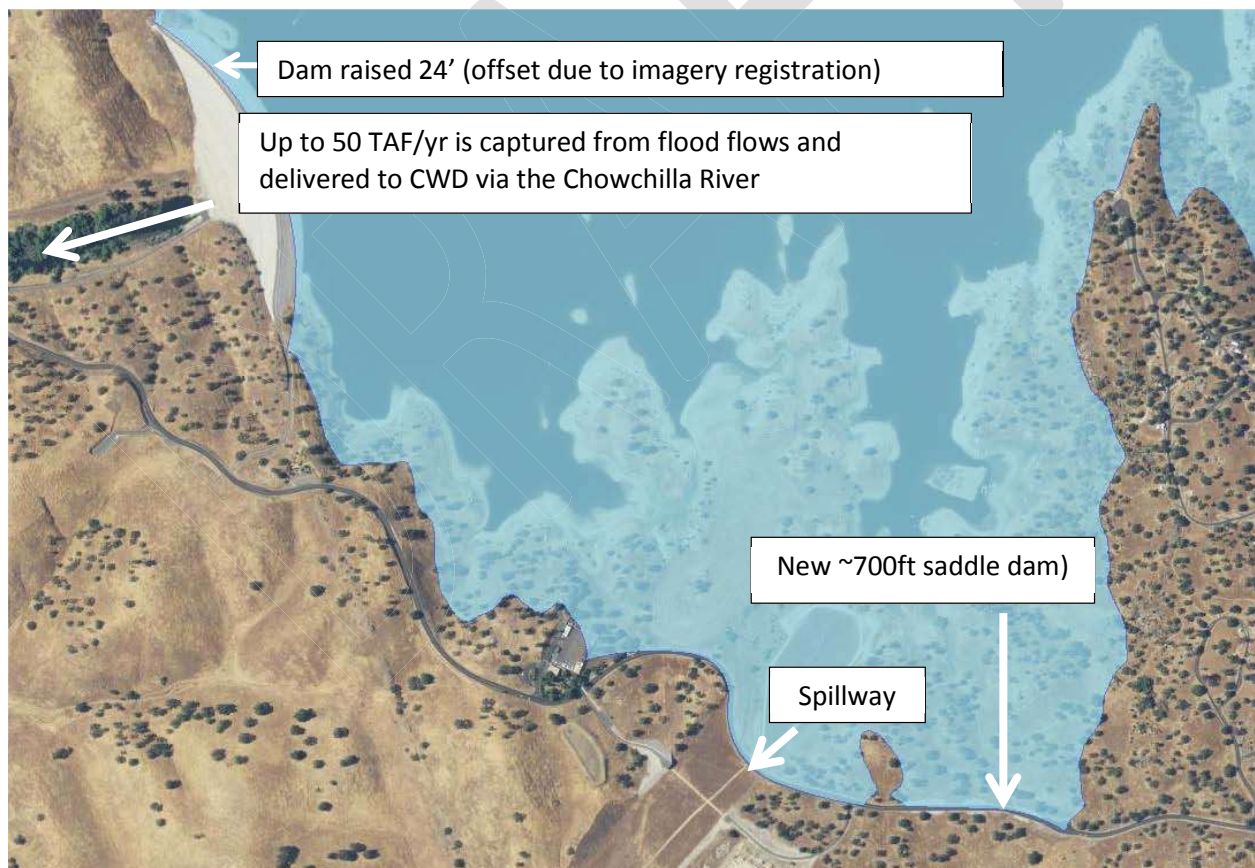 Dam raised 24’ (offset due to imagery registration)
Up to 50 TAF/yr is captured from flood flows and
delivered to CWD via the Chowchilla River
New ~700ft saddle dam)
Spillway